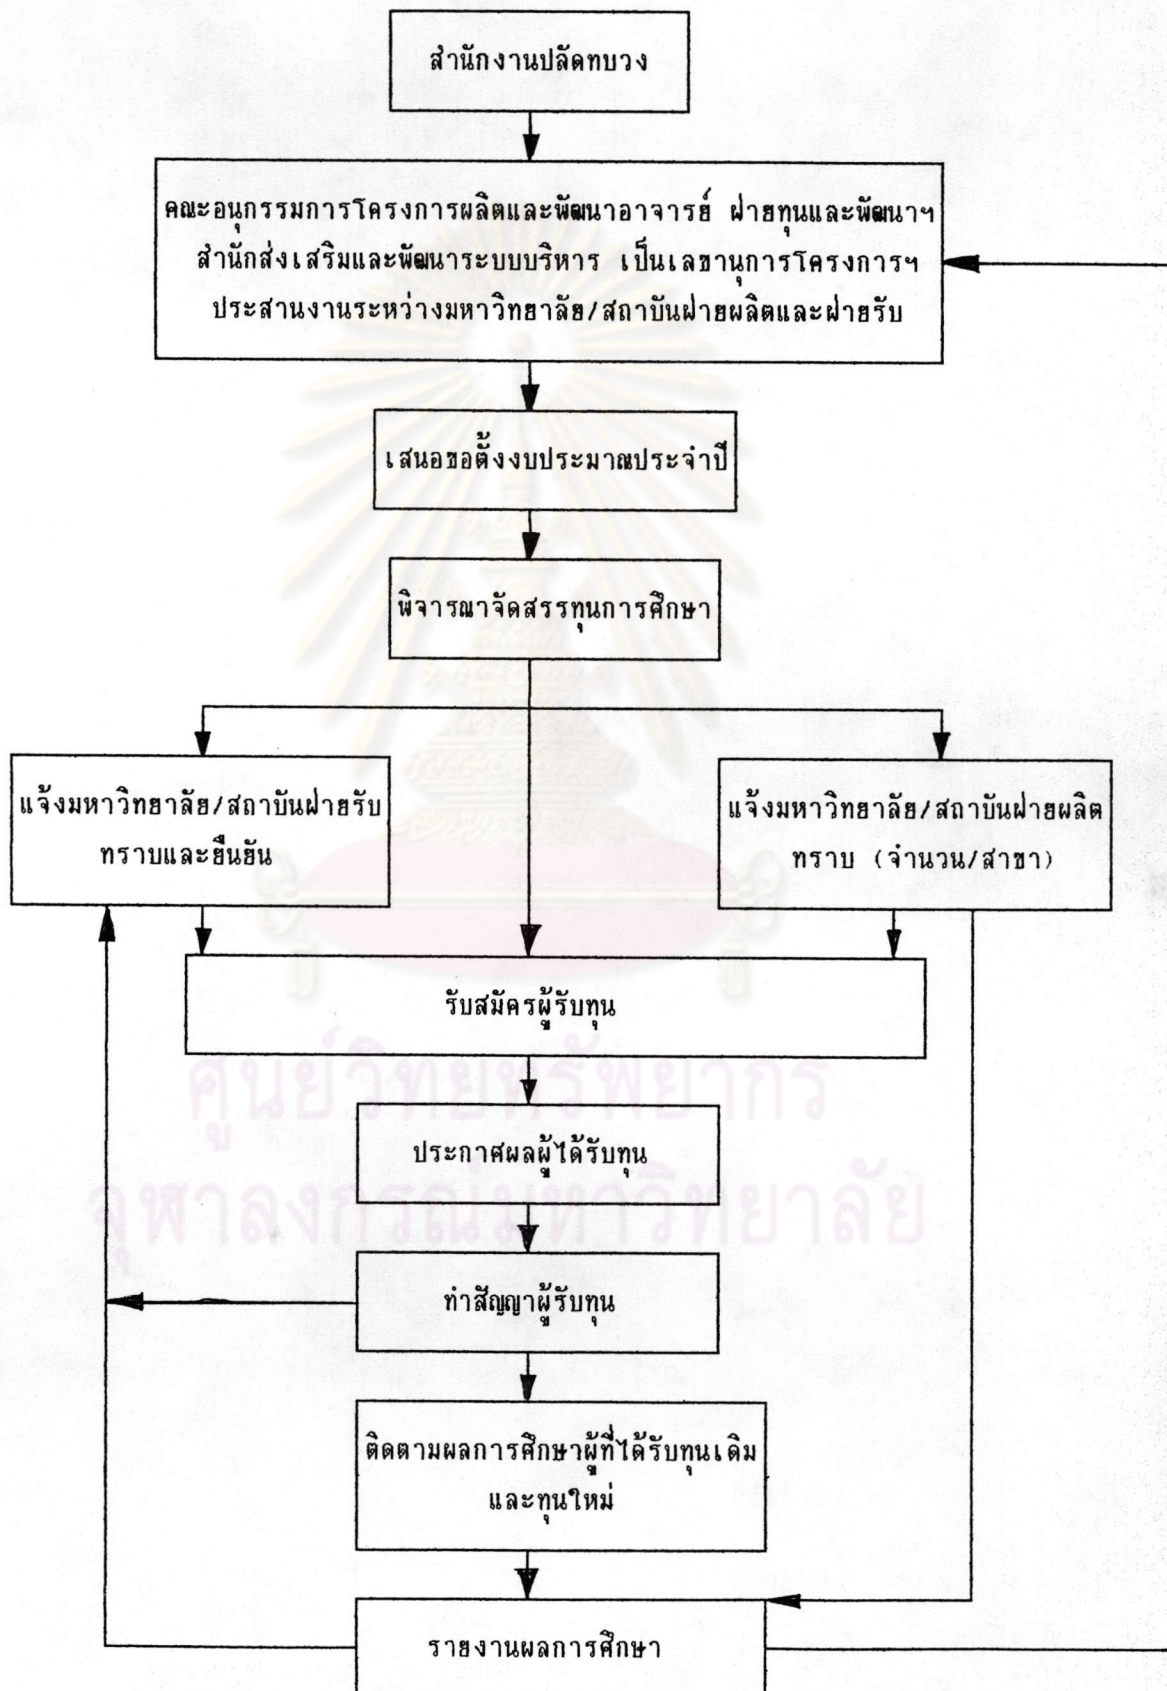 สำนักงานปลัดทบวง
คณะอนุกรรมการโครงการผลิตและพัฒนาอาจารย์ ฝ่ายทุนและพัฒนาฯ
สำนักส่งเสริมและพัฒนาระบบบริหาร เป็นเลขานุการโครงการฯ
ประสานงานระหว่างมหาวิทยาลัย/สถาบันฝ่ายผลิตและฝ่ายรับ
เสนอขอตั้งงบประมาณประจำปี
พิจารณาจัดสรรทุนการศึกษา
แจ้งมหาวิทยาลัย/สถาบันฝ่ายรับ
ทราบและยืนยัน
แจ้งมหาวิทยาลัย/สถาบันฝ่ายผลิต
ทราบ (จำนวน/สาขา)
รับสมัครผู้รับทุน
ศูนย์วิทยทรัพยากร
ประกาศผลผู้ได้รับทุน
จุฬาลงกรณ์มหาวิทยาลัย
ทำสัญญาผู้รับทุน
ติดตามผลการศึกษาผู้ที่ได้รับทุนเดิม
และทุนใหม่
รายงานผลการศึกษา